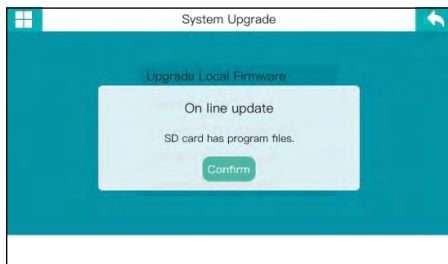 System Upgrade
Upgrade Local Firmware
On line update
SD card has program files.
Confirm